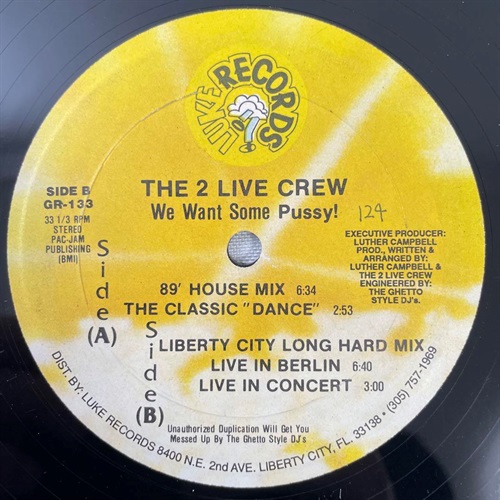 LUKE RECORDS
SIDE B
GR-133
33 1/3 RPM
STEREO
PAC-JAM
PUBLISHING
(BMI)
THE 2 LIVE CREW
We Want Some Pussy!
124
EXECUTIVE PRODUCER:
LUTHER CAMPBELL
PROD., WRITTEN &
ARRANGED BY:
LUTHER CAMPBELL &
THE 2 LIVE CREW
ENGINEERED BY:
THE GHETTO
STYLE DJ's.
Side
(A)
89' HOUSE MIX 6:34
THE CLASSIC "DANCE" 2:53
Side
(B)
LIBERTY CITY LONG HARD MIX
LIVE IN BERLIN 6:40
LIVE IN CONCERT 3:00
Unauthorized Duplication Will Get You
Messed Up By The Ghetto Style DJ's
DIST. BY: LUKE RECORDS 8400 N.E. 2nd AVE. LIBERTY CITY, FL. 33138 • (305) 757-1969